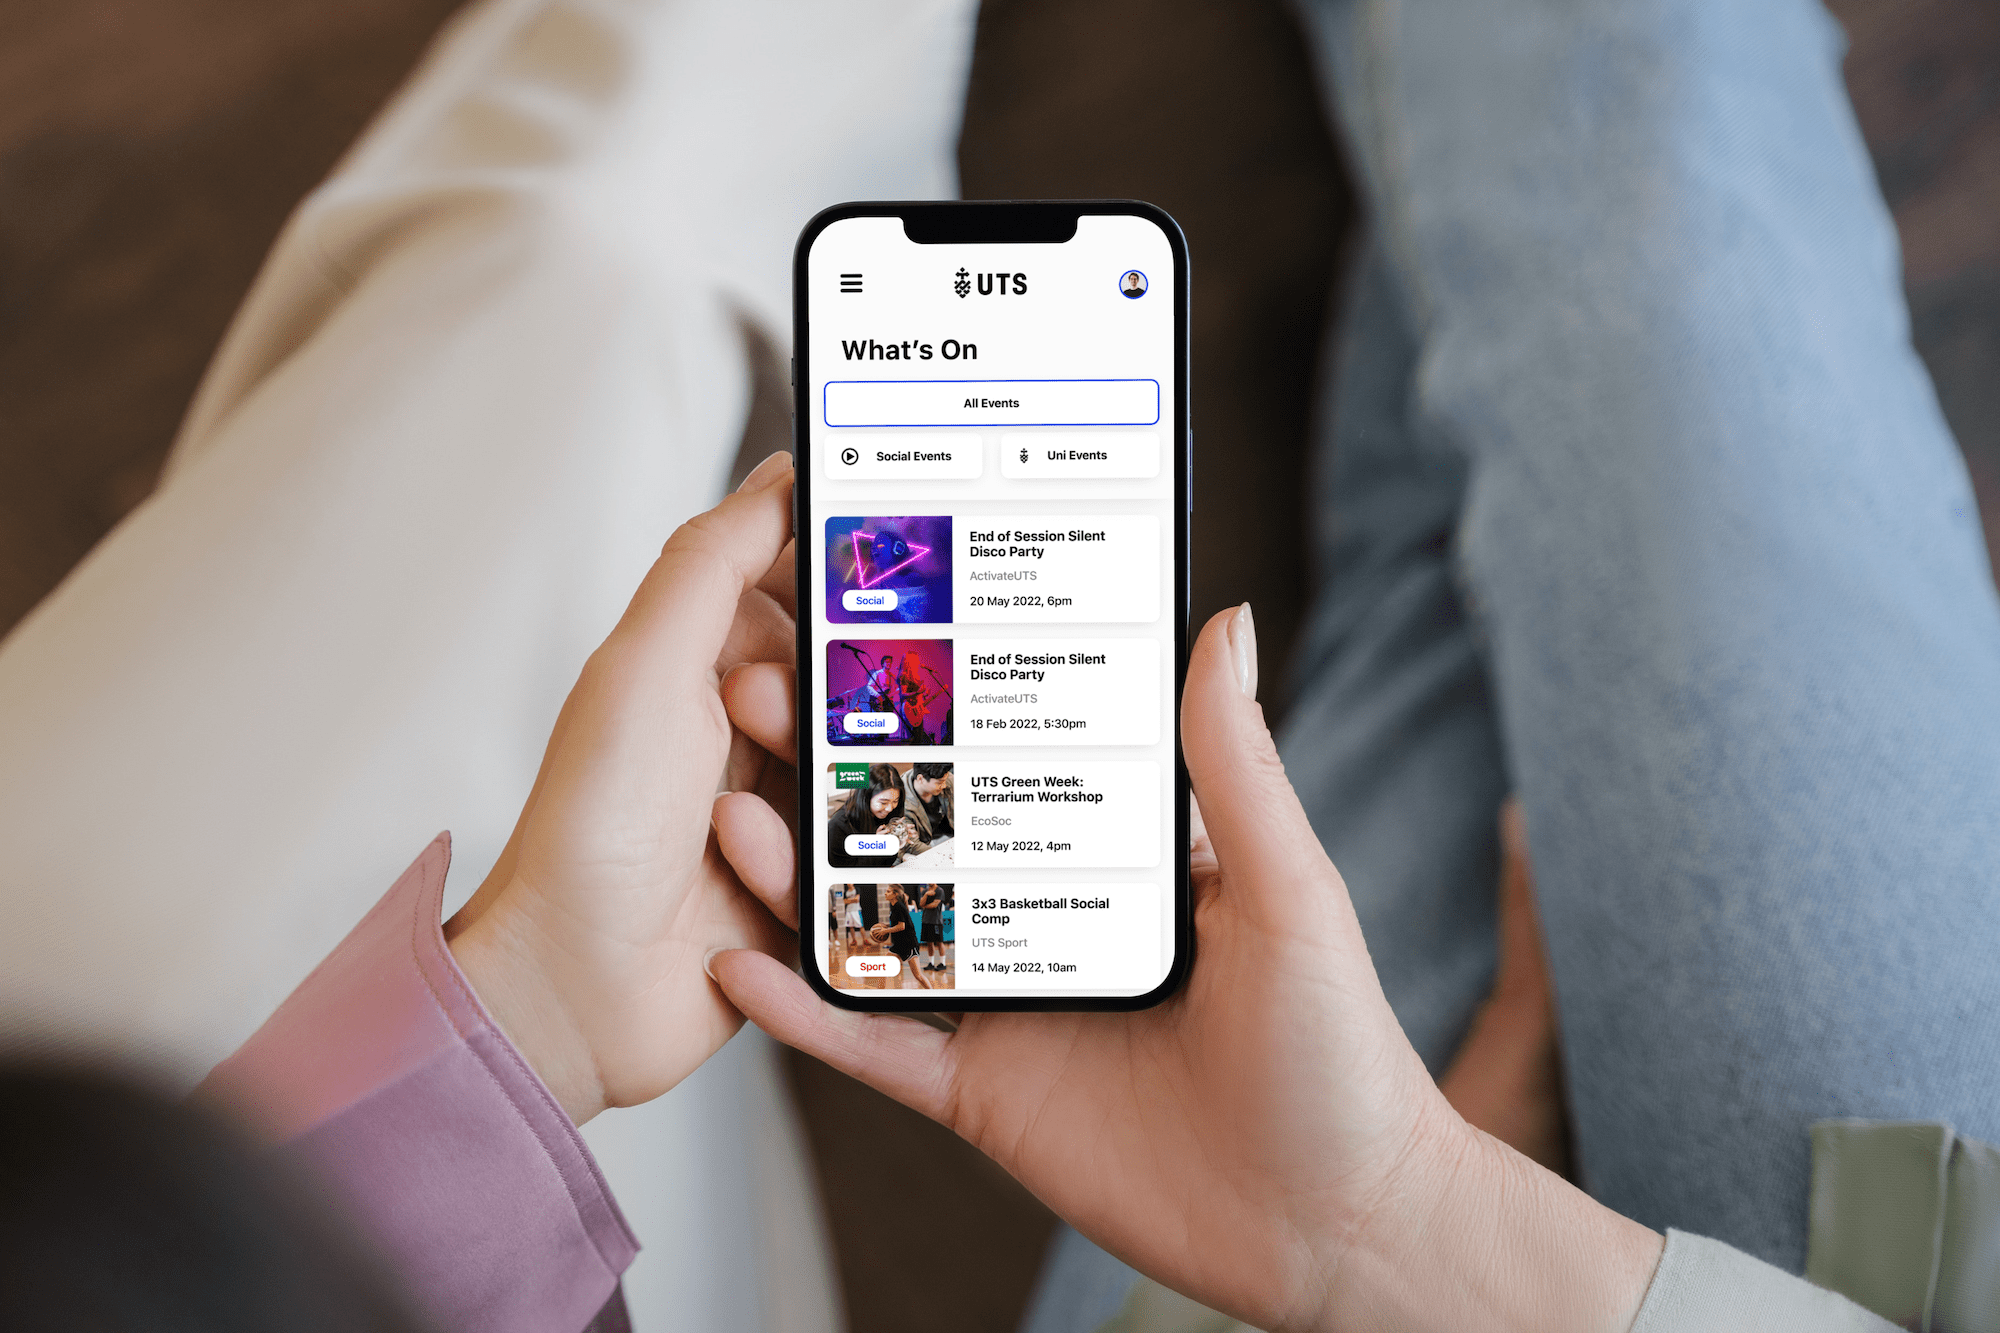 UTS
What's On
All Events
Social Events
Uni Events
Social
End of Session Silent
Disco Party
ActivateUTS
20 May 2022, 6pm
Social
End of Session Silent
Disco Party
ActivateUTS
18 Feb 2022, 5:30pm
green
week
Social
UTS Green Week:
Terrarium Workshop
EcoSoc
12 May 2022, 4pm
Sport
3x3 Basketball Social
Comp
UTS Sport
14 May 2022, 10am